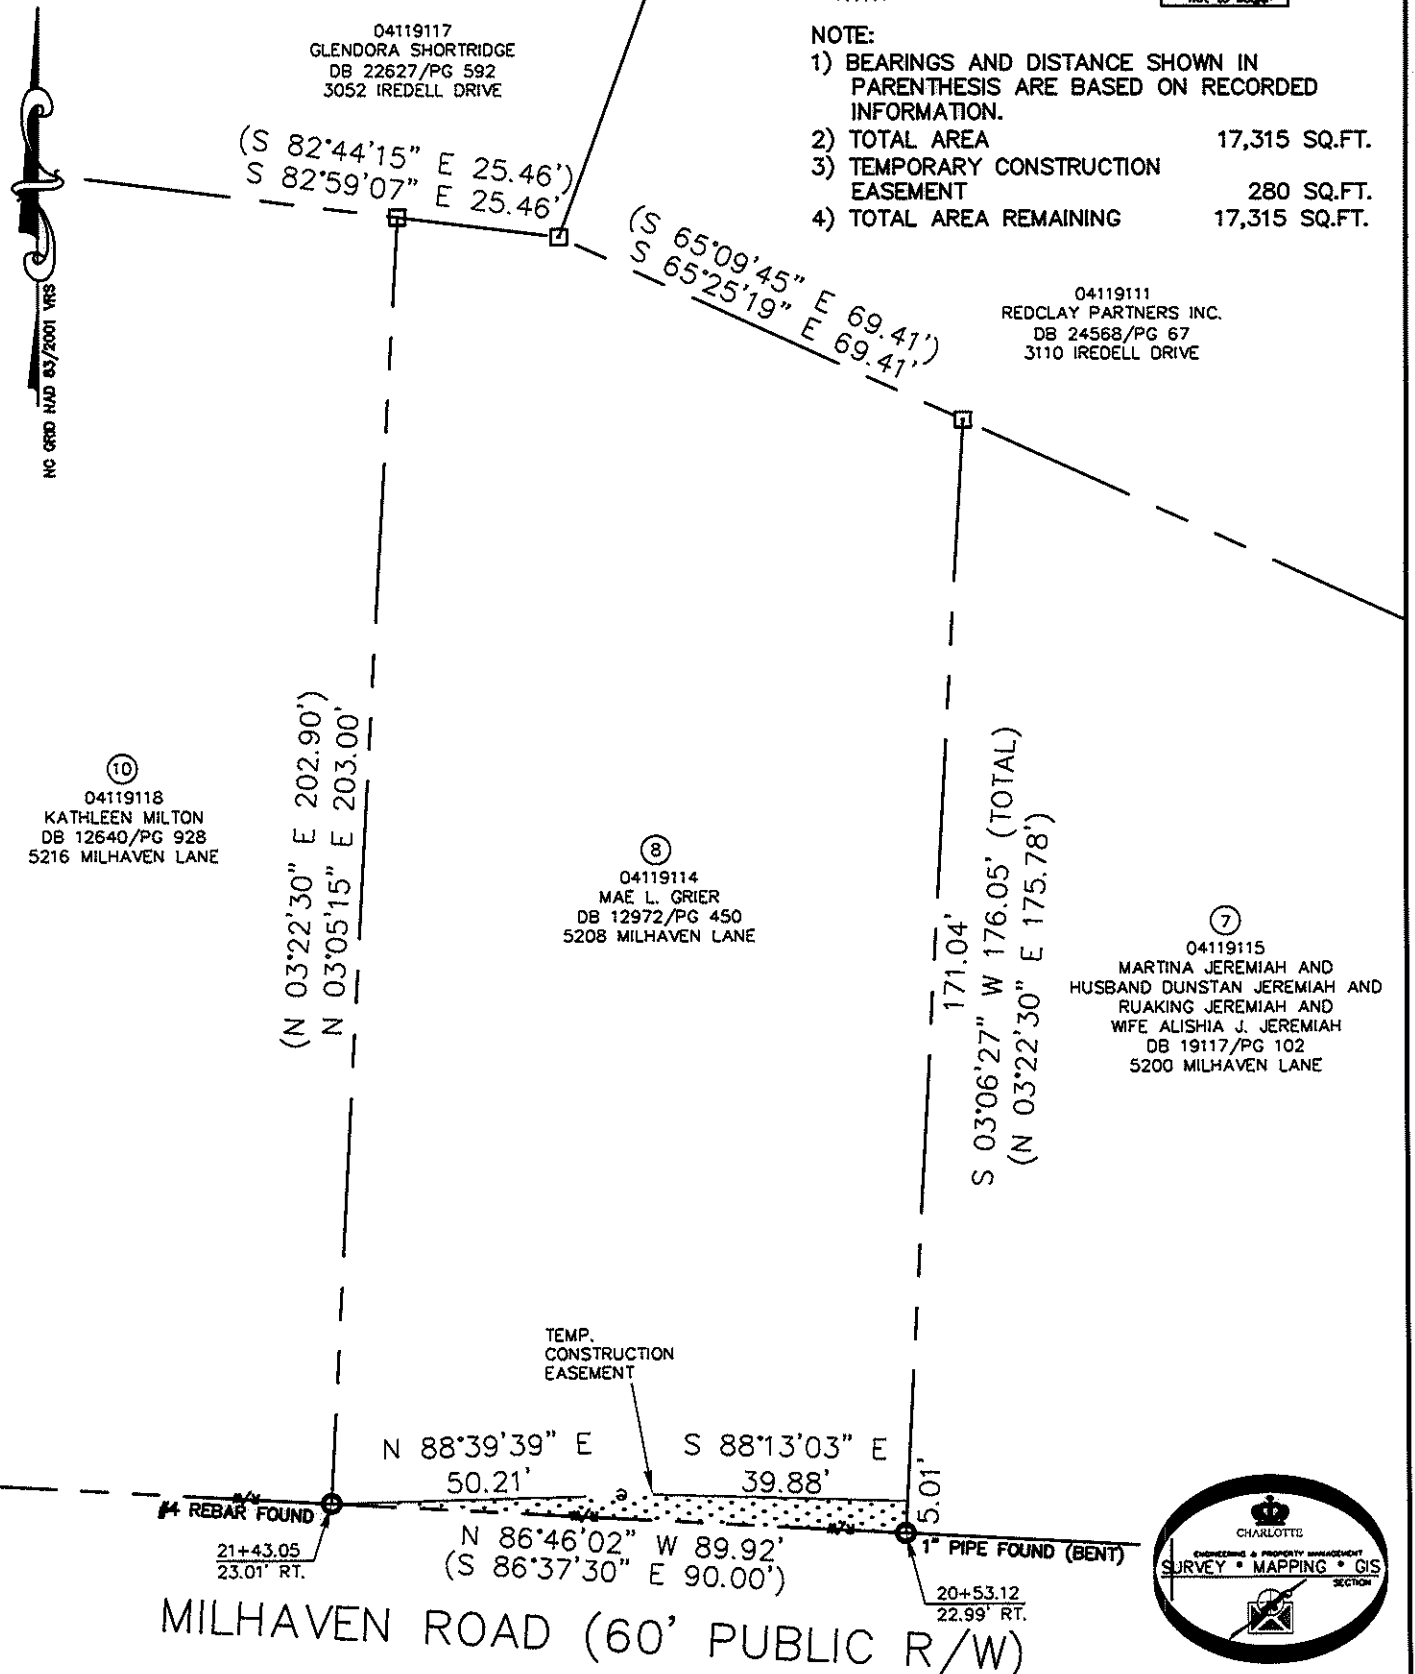 04119117
GLENDORA SHORTRIDGE
DB 22627/PG 592
3052 IREDELL DRIVE
NOTE:
1) BEARINGS AND DISTANCE SHOWN IN
PARENTHESIS ARE BASED ON RECORDED
INFORMATION.
2) TOTAL AREA 17,315 SQ.FT.
3) TEMPORARY CONSTRUCTION
EASEMENT 280 SQ.FT.
4) TOTAL AREA REMAINING 17,315 SQ.FT.
(S 82°44'15" E 25.46')
S 82°59'07" E 25.46'
(S 65°09'45" E 69.41')
S 65°25'19" E 69.41'
NC GRID NAD 83/2001 VRS
04119111
REDCLAY PARTNERS INC.
DB 24568/PG 67
3110 IREDELL DRIVE
(N 03°22'30" E 202.90')
N 03°05'15" E 203.00'
10
04119118
KATHLEEN MILTON
DB 12640/PG 928
5216 MILHAVEN LANE
8
04119114
MAE L. GRIER
DB 12972/PG 450
5208 MILHAVEN LANE
171.04'
S 03°06'27" W 176.05' (TOTAL)
(N 03°22'30" E 175.78')
7
04119115
MARTINA JEREMIAH AND
HUSBAND DUNSTAN JEREMIAH AND
RUAKING JEREMIAH AND
WIFE ALISHIA J. JEREMIAH
DB 19117/PG 102
5200 MILHAVEN LANE
TEMP.
CONSTRUCTION
EASEMENT
N 88°39'39" E
50.21'
S 88°13'03" E
39.88'
5.01'
#4 REBAR FOUND
N 86°46'02" W 89.92'
(S 86°37'30" E 90.00')
1" PIPE FOUND (BENT)
21+43.05
23.01' RT.
20+53.12
22.99' RT.
MILHAVEN ROAD (60' PUBLIC R/W)
CHARLOTTE
ENGINEERING & PROPERTY MANAGEMENT
SURVEY * MAPPING * GIS
SECTION